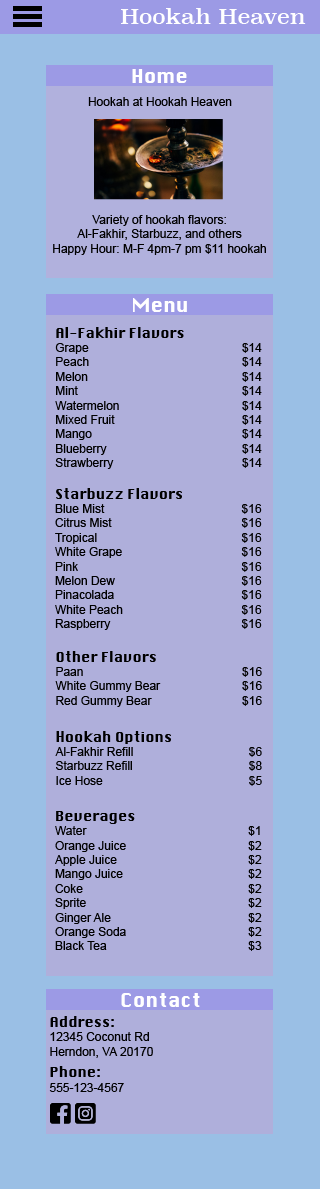 Hookah Heaven
Home
Hookah at Hookah Heaven
Variety of hookah flavors:
Al-Fakhir, Starbuzz, and others
Happy Hour: M-F 4pm-7 pm $11 hookah
Menu
Al-Fakhir Flavors
Grape $14
Peach $14
Melon $14
Mint $14
Watermelon $14
Mixed Fruit $14
Mango $14
Blueberry $14
Strawberry $14
Starbuzz Flavors
Blue Mist $16
Citrus Mist $16
Tropical $16
White Grape $16
Pink $16
Melon Dew $16
Pinacolada $16
White Peach $16
Raspberry $16
Other Flavors
Paan $16
White Gummy Bear $16
Red Gummy Bear $16
Hookah Options
Al-Fakhir Refill $6
Starbuzz Refill $8
Ice Hose $5
Beverages
Water $1
Orange Juice $2
Apple Juice $2
Mango Juice $2
Coke $2
Sprite $2
Ginger Ale $2
Orange Soda $2
Black Tea $3
Contact
Address:
12345 Coconut Rd
Herndon, VA 20170
Phone:
555-123-4567